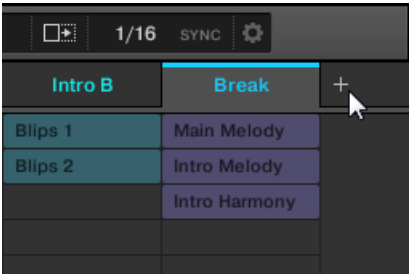 1/16 SYNC
Intro B Break +
Blips 1 Main Melody
Blips 2 Intro Melody
Intro Harmony